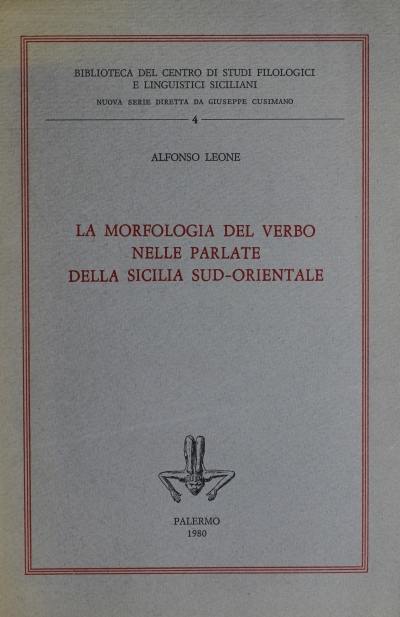 BIBLIOTECA DEL CENTRO DI STUDI FILOLOGICI
E LINGUISTICI SICILIANI
NUOVA SERIE DIRETTA DA GIUSEPPE CUSIMANO
4
ALFONSO LEONE
LA MORFOLOGIA DEL VERBO
NELLE PARLATE
DELLA SICILIA SUD-ORIENTALE
PALERMO
1980